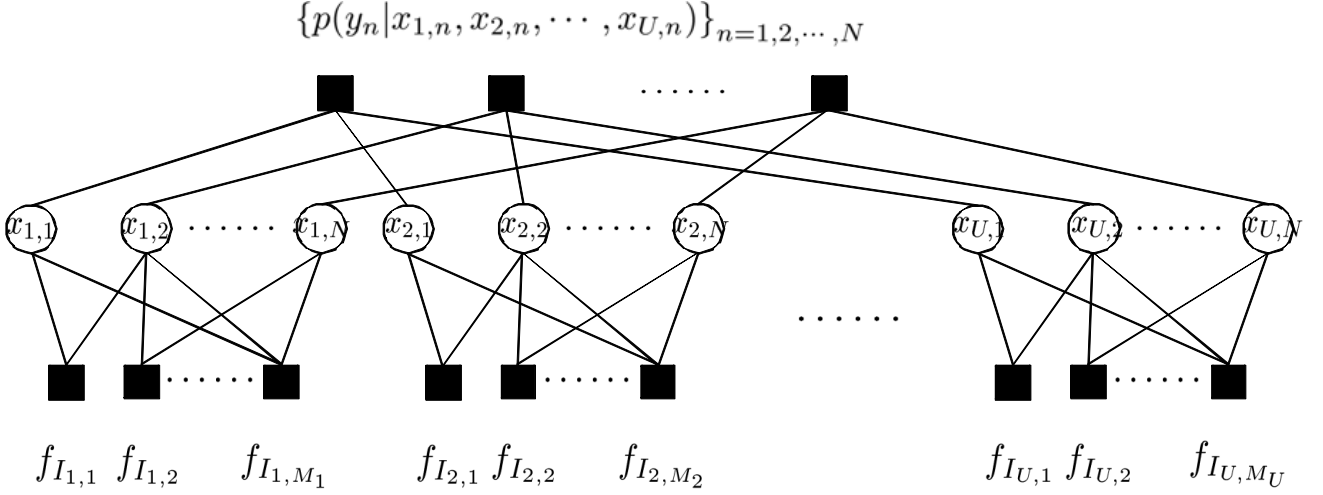 {p(y_n|x_{1,n}, x_{2,n}, ⋯ , x_{U,n})}_{n=1,2,⋯ ,N}
⋯⋯
x_{1,1} x_{1,2} ⋯⋯ x_{1,N} x_{2,1} x_{2,2} ⋯⋯ x_{2,N} x_{U,1} x_{U,2} ⋯⋯ x_{U,N}
⋯⋯
⋯⋯ ⋯⋯ ⋯⋯
f_{I_{1,1}} f_{I_{1,2}} f_{I_{1,M_1}} f_{I_{2,1}} f_{I_{2,2}} f_{I_{2,M_2}} f_{I_{U,1}} f_{I_{U,2}} f_{I_{U,M_U}}